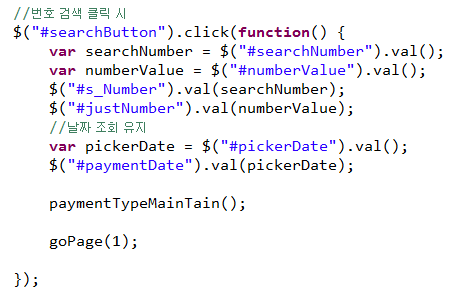 //번호 검색 클릭 시
$("#searchButton").click(function() {
    var searchNumber = $("#searchNumber").val();
    var numberValue = $("#numberValue").val();
    $("#s_Number").val(searchNumber);
    $("#justNumber").val(numberValue);
    //날짜 조회 유지
    var pickerDate = $("#pickerDate").val();
    $("#paymentDate").val(pickerDate);

    paymentTypeMainTain();

    goPage(1);

});